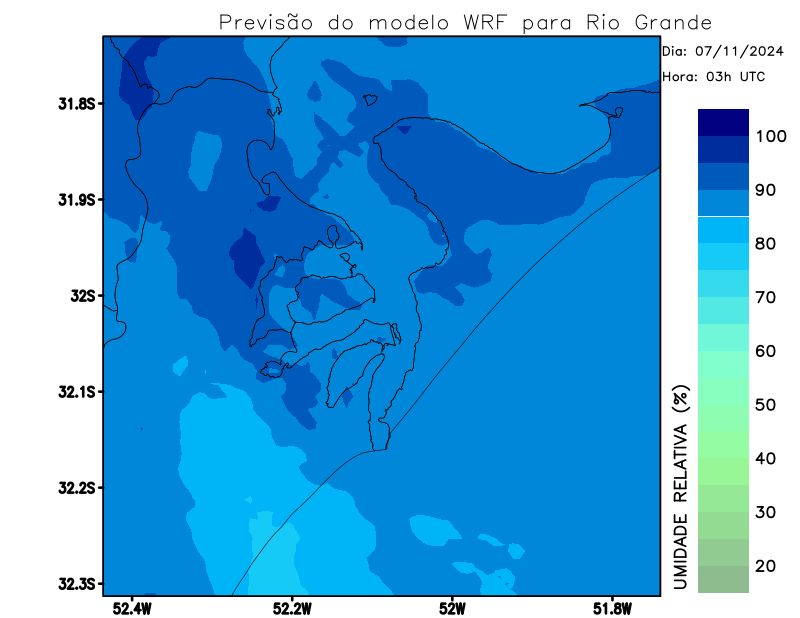 Previsão do modelo WRF para Rio Grande
Dia: 07/11/2024
Hora: 03h UTC
31.8S
31.9S
32S
32.1S
32.2S
32.3S
52.4W
52.2W
52W
51.8W
100
90
80
70
60
50
40
30
20
UMIDADE RELATIVA (%)